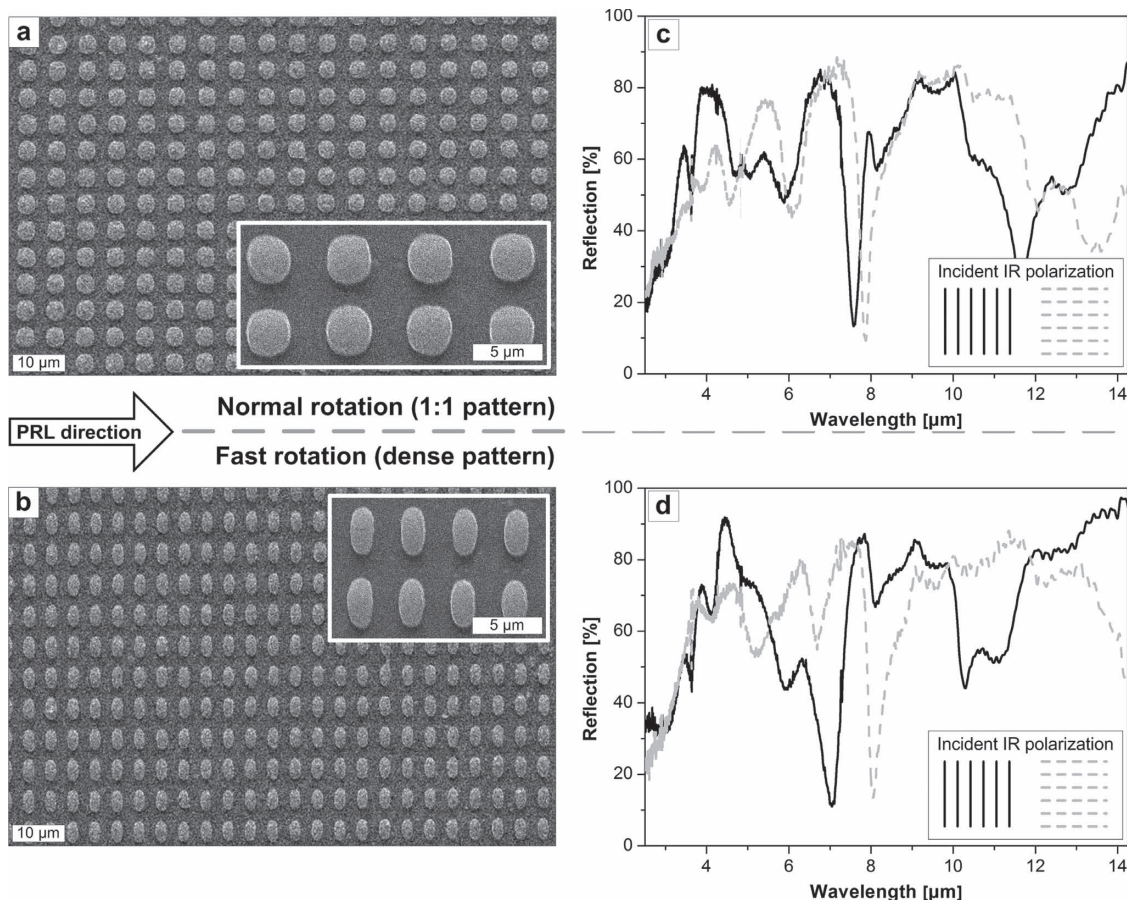 a
10 µm
5 µm
PRL direction
Normal rotation (1:1 pattern)
Fast rotation (dense pattern)
b
10 µm
5 µm
c
Reflection [%]
100
80
60
40
20
0
Incident IR polarization
4 6 8 10 12 14
Wavelength [µm]
d
Reflection [%]
100
80
60
40
20
0
Incident IR polarization
4 6 8 10 12 14
Wavelength [µm]